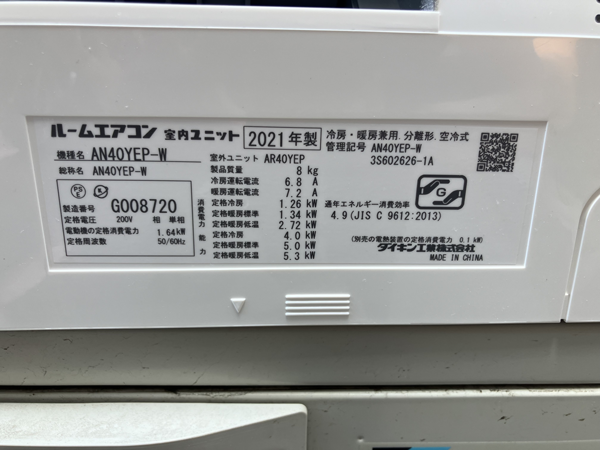 ルームエアコン 室内ユニット 2021年製 冷房・暖房兼用．分離形．空冷式
機種名 AN40YEP-W
総称名 AN40YEP-W
管理記号 AN40YEP-W
3S602626-1A
PS
E
製造番号 G008720
定格電圧 200V 相 単相
電動機の定格消費電力 1.64kW
定格周波数 50/60Hz
室外ユニット AR40YEP
製品質量 8 kg
冷房運転電流 6.8 A
暖房運転電流 7.2 A
消費電力
定格冷房 1.26 kW
定格暖房標準 1.34 kW
定格暖房低温 2.72 kW
能力
定格冷房 4.0 kW
定格暖房標準 5.0 kW
定格暖房低温 5.3 kW
G
通年エネルギー消費効率
4.9(JIS C 9612:2013)
(別売の電熱装置の定格消費電力 0.1 kW)
ダイキン工業株式会社
MADE IN CHINA